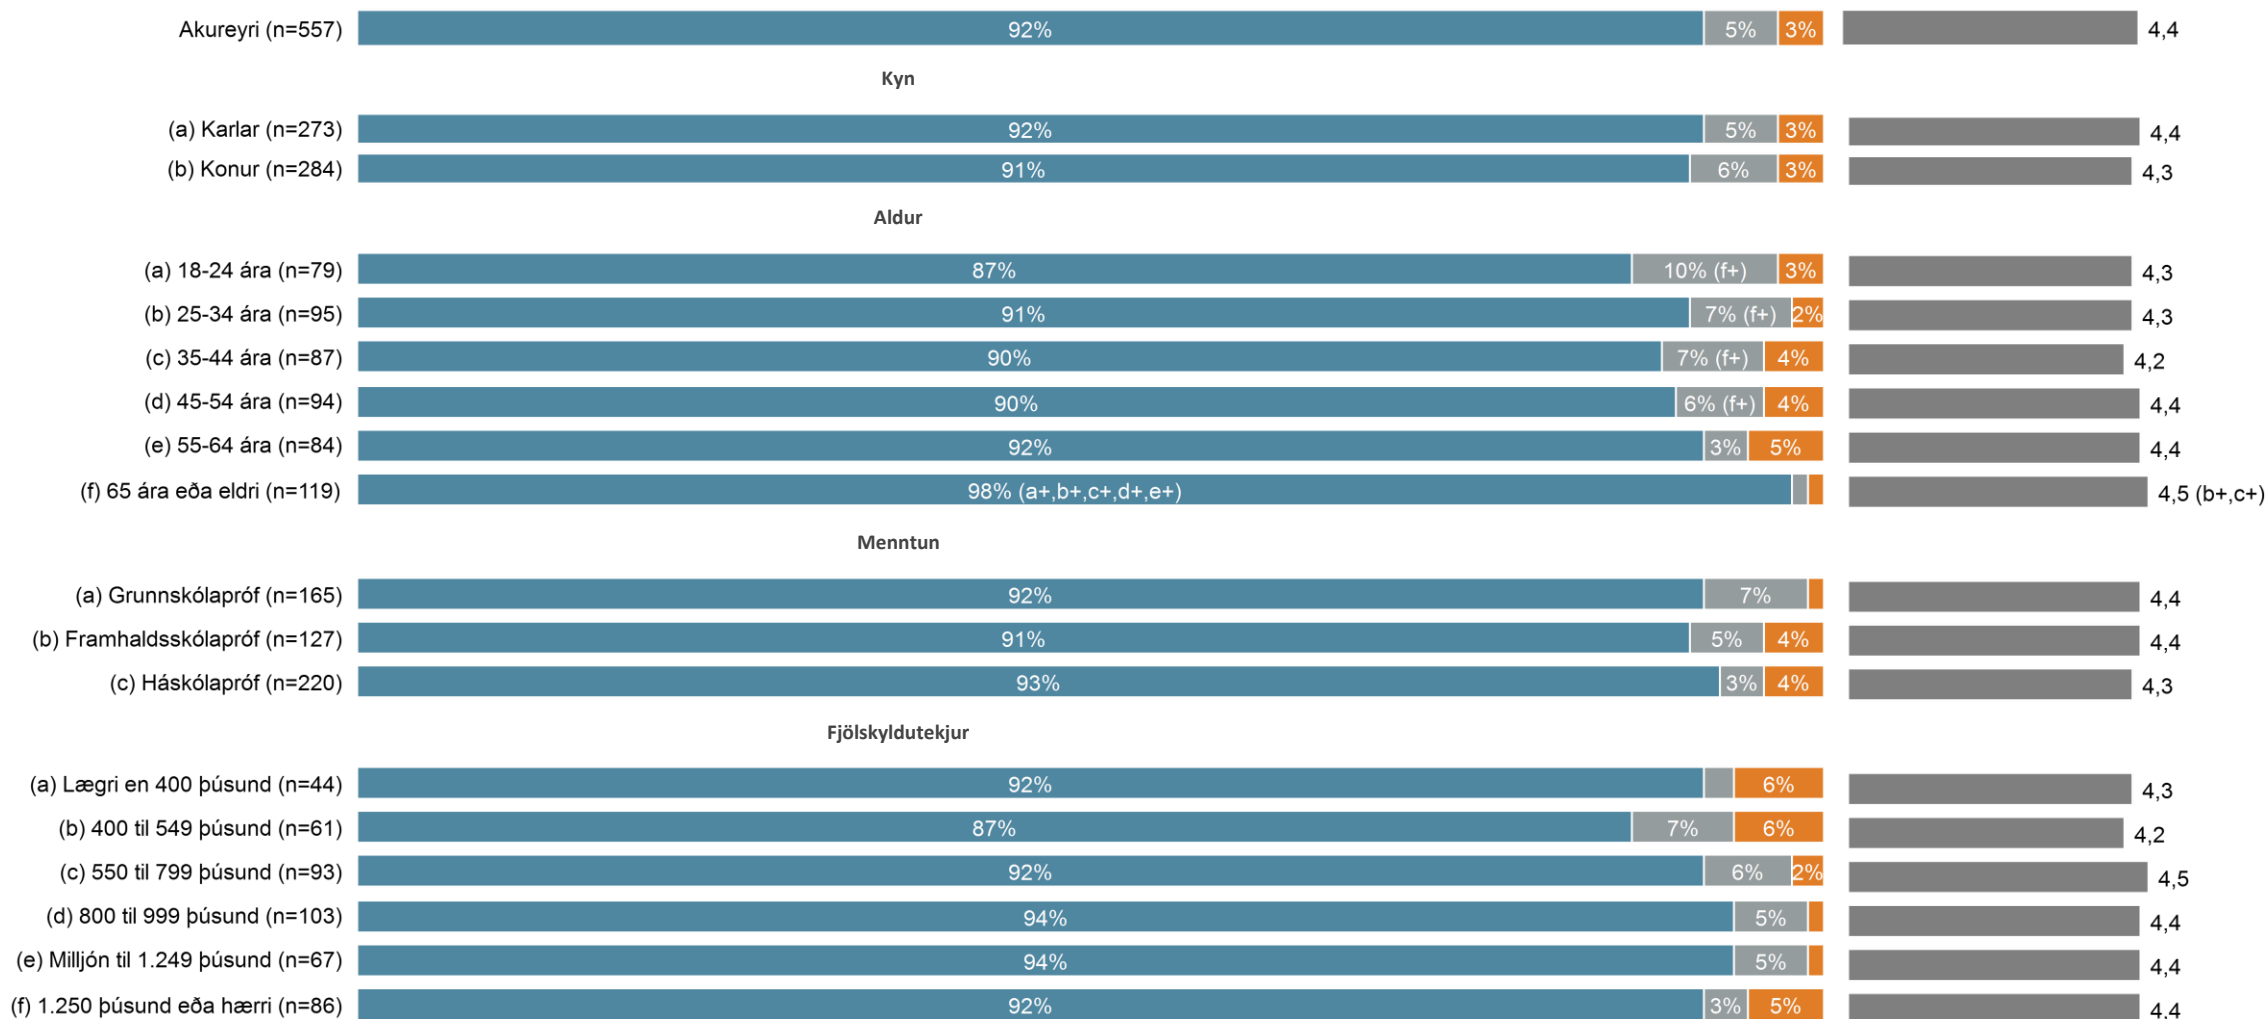 Akureyri (n=557) 92% 5% 3% 4,4
Kyn
(a) Karlar (n=273) 92% 5% 3% 4,4
(b) Konur (n=284) 91% 6% 3% 4,3
Aldur
(a) 18-24 ára (n=79) 87% 10% (f+) 3% 4,3
(b) 25-34 ára (n=95) 91% 7% (f+) 2% 4,3
(c) 35-44 ára (n=87) 90% 7% (f+) 4% 4,2
(d) 45-54 ára (n=94) 90% 6% (f+) 4% 4,4
(e) 55-64 ára (n=84) 92% 3% 5% 4,4
(f) 65 ára eða eldri (n=119) 98% (a+,b+,c+,d+,e+) 4,5 (b+,c+)
Menntun
(a) Grunnskólapróf (n=165) 92% 7% 4,4
(b) Framhaldsskólapróf (n=127) 91% 5% 4% 4,4
(c) Háskólapróf (n=220) 93% 3% 4% 4,3
Fjölskyldutekjur
(a) Lægri en 400 þúsund (n=44) 92% 6% 4,3
(b) 400 til 549 þúsund (n=61) 87% 7% 6% 4,2
(c) 550 til 799 þúsund (n=93) 92% 6% 2% 4,5
(d) 800 til 999 þúsund (n=103) 94% 5% 4,4
(e) Milljón til 1.249 þúsund (n=67) 94% 5% 4,4
(f) 1.250 þúsund eða hærri (n=86) 92% 3% 5% 4,4